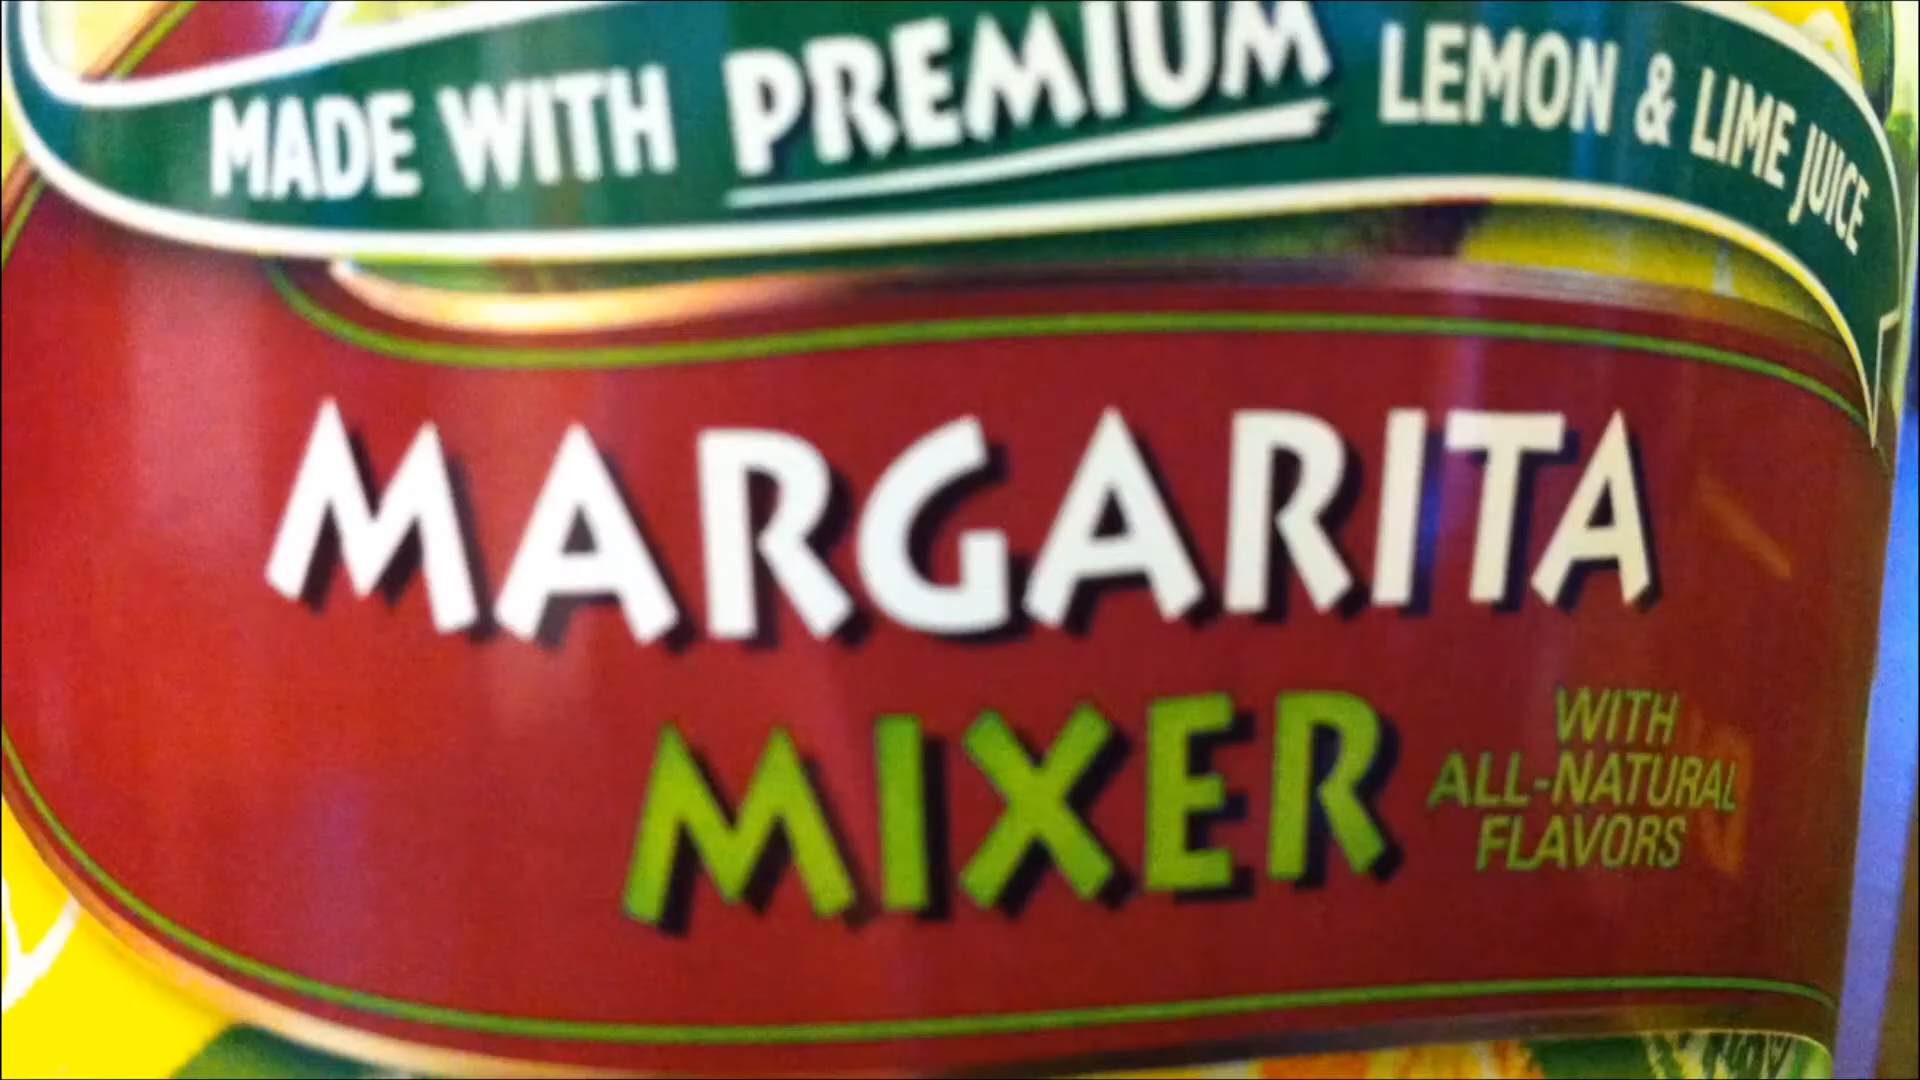 MADE WITH PREMIUM LEMON & LIME JUICE
MARGARITA
MIXER
WITH
ALL-NATURAL
FLAVORS